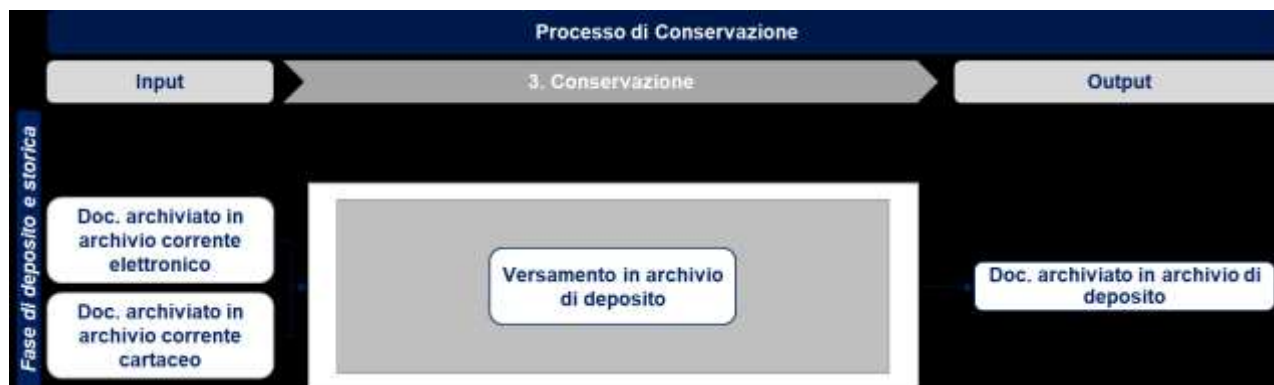 Processo di Conservazione
Input
3. Conservazione
Output
Fase di deposito e storica
Doc. archiviato in
archivio corrente
elettronico
Doc. archiviato in
archivio corrente
cartaceo
Versamento in archivio
di deposito
Doc. archiviato in archivio di
deposito